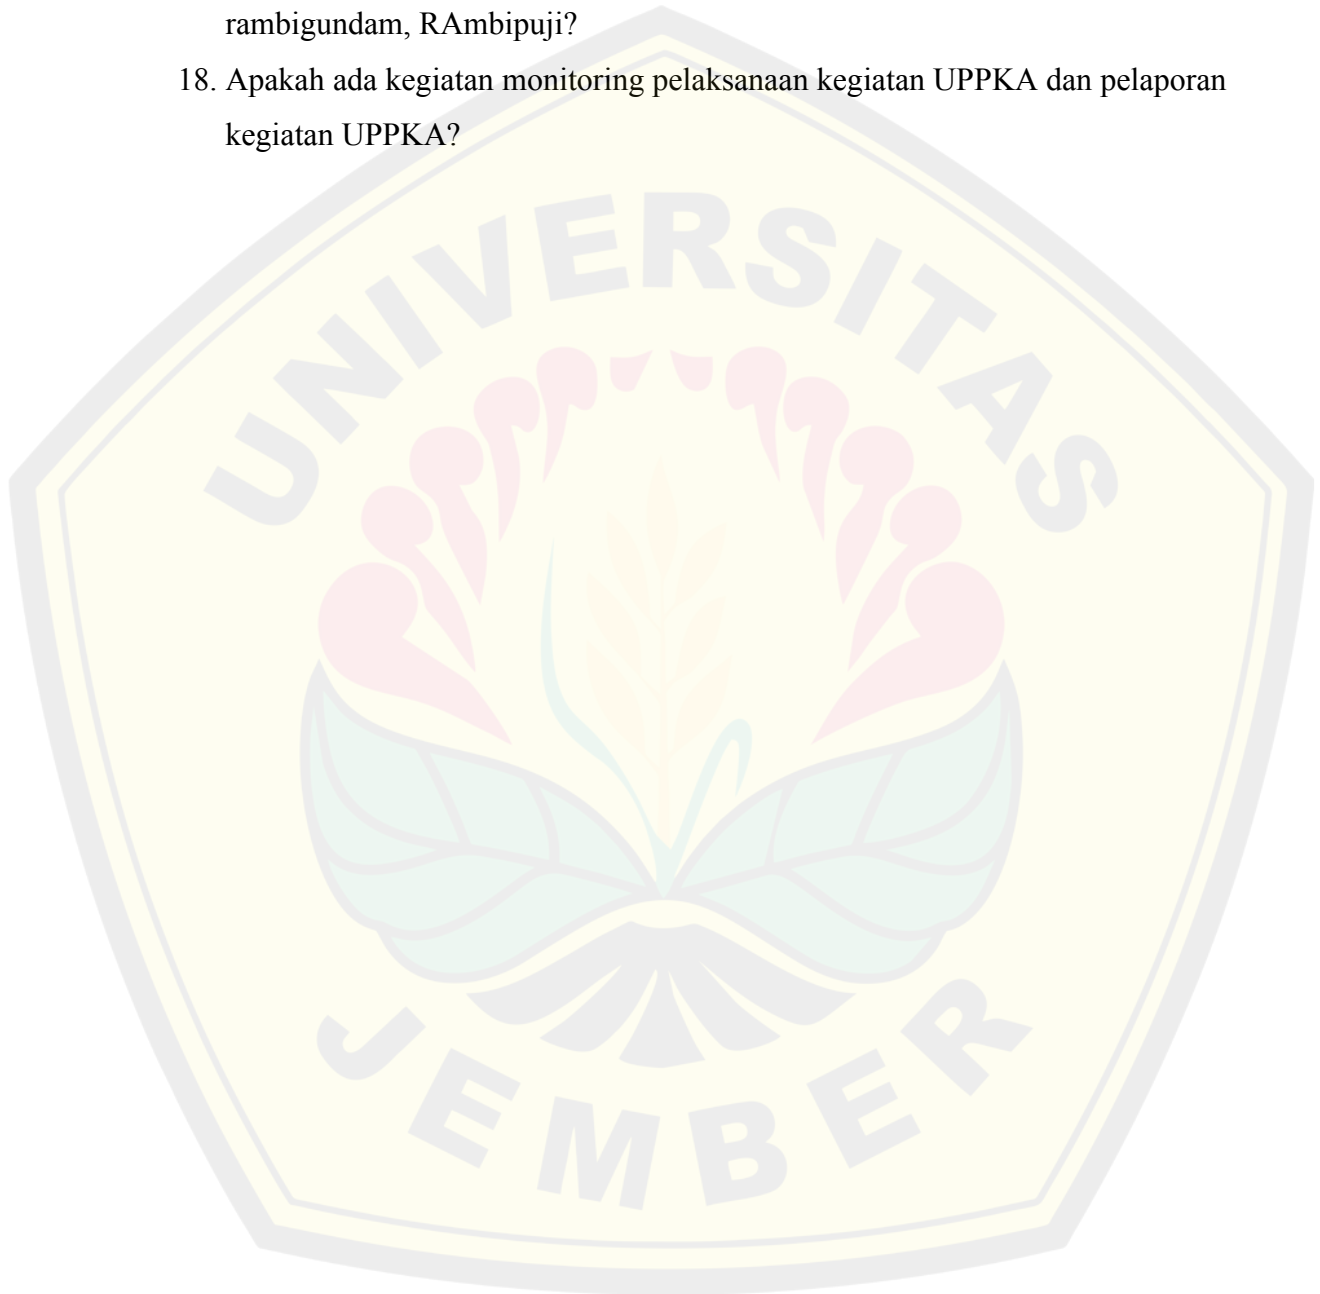 rambigundam, RAmbipuji?
18. Apakah ada kegiatan monitoring pelaksanaan kegiatan UPPKA dan pelaporan
kegiatan UPPKA?
UNIVERSITAS
JEMBER